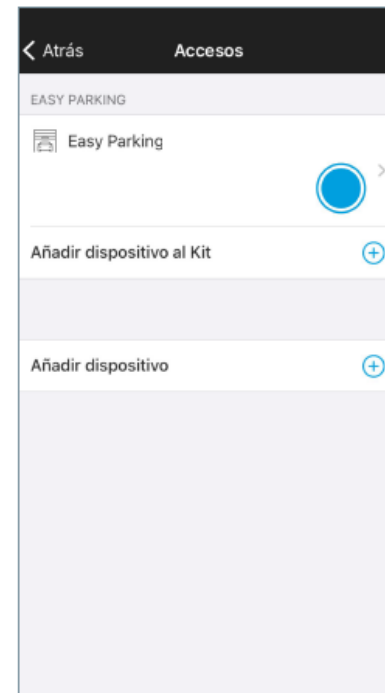 Atrás
Accesos
EASY PARKING
Easy Parking
Añadir dispositivo al Kit
Añadir dispositivo